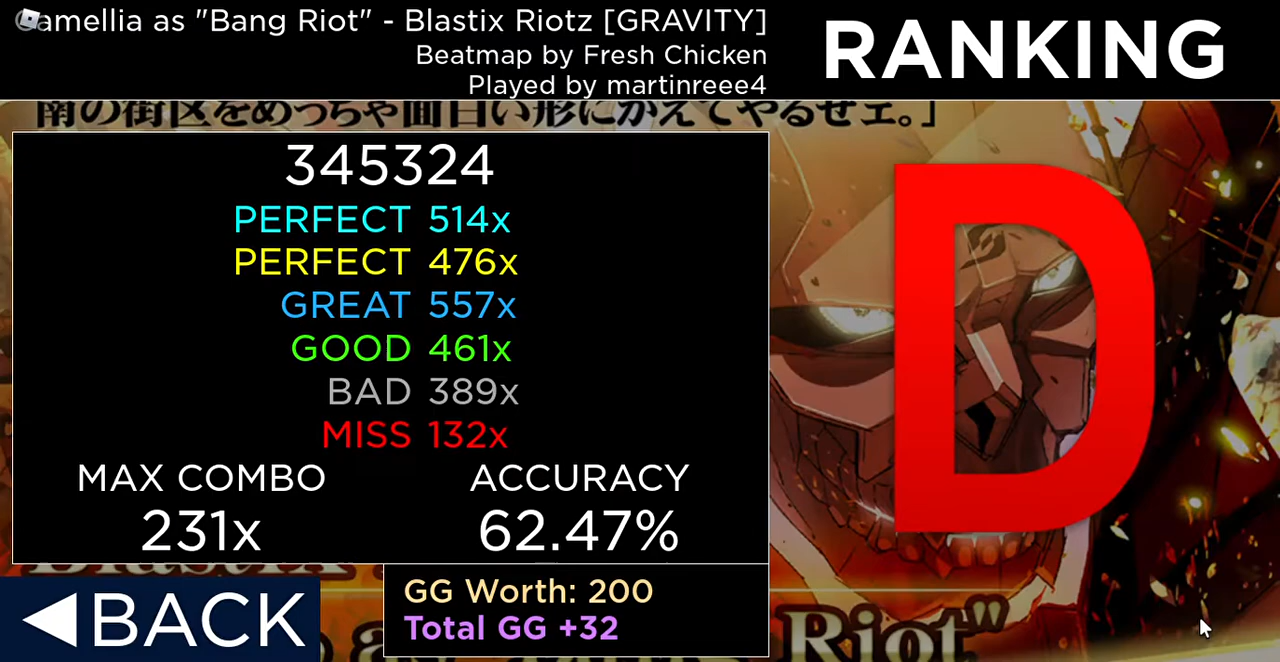 Camellia as "Bang Riot" - Blastix Riotz [GRAVITY]
Beatmap by Fresh Chicken
Played by martinreee4
RANKING
南の街区をめっちゃ面白い形にかえてやるぜェ。」
345324
PERFECT 514x
PERFECT 476x
GREAT 557x
GOOD 461x
BAD 389x
MISS 132x
MAX COMBO ACCURACY
231x 62.47%
D
GG Worth: 200
Total GG +32
BACK
Riot"